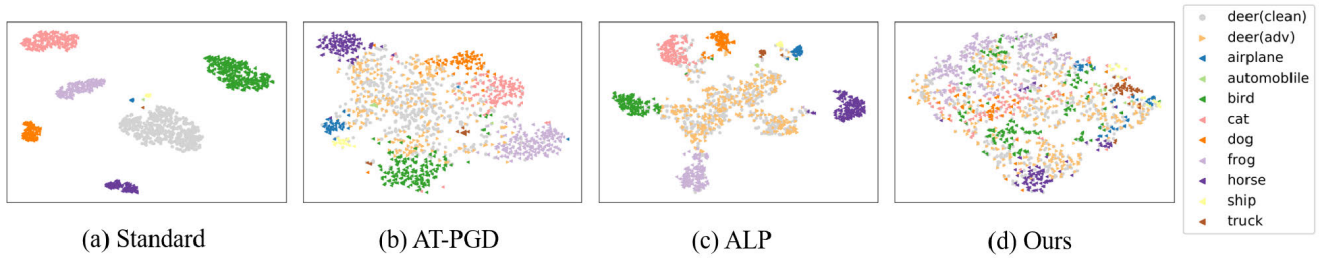 deer(clean)
deer(adv)
airplane
automoblile
bird
cat
dog
frog
horse
ship
truck
(a) Standard
(b) AT-PGD
(c) ALP
(d) Ours